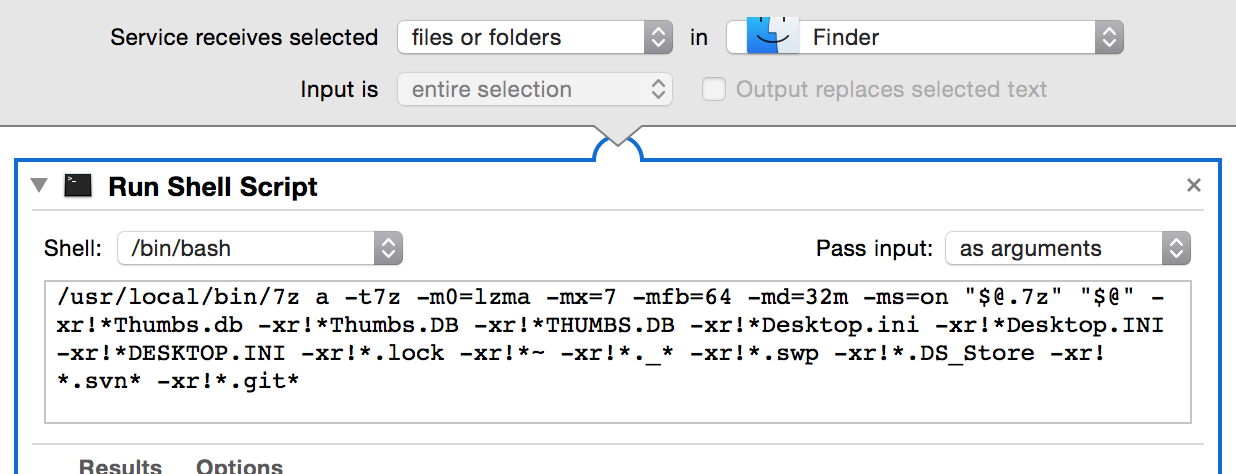 Service receives selected files or folders in Finder
Input is entire selection Output replaces selected text
Run Shell Script
Shell: /bin/bash Pass input: as arguments
/usr/local/bin/7z a -t7z -m0=lzma -mx=7 -mfb=64 -md=32m -ms=on "$@.7z" "$@" -
xr!*Thumbs.db -xr!*Thumbs.DB -xr!*THUMBS.DB -xr!*Desktop.ini -xr!*Desktop.INI
-xr!*DESKTOP.INI -xr!*.lock -xr!*~ -xr!*._* -xr!*.swp -xr!*.DS_Store -xr!
*.svn* -xr!*.git*
Results Options